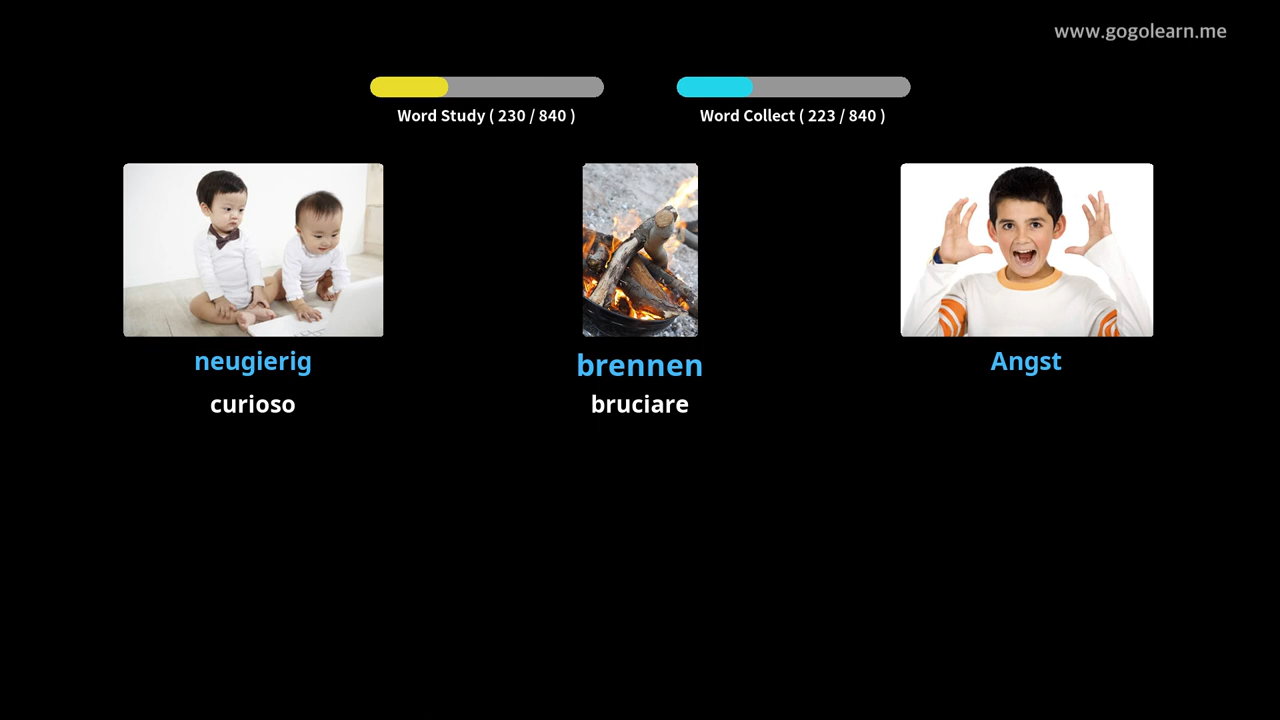 www.gogolearn.me
Word Study ( 230 / 840 )
Word Collect ( 223 / 840 )
neugierig
curioso
brennen
bruciare
Angst